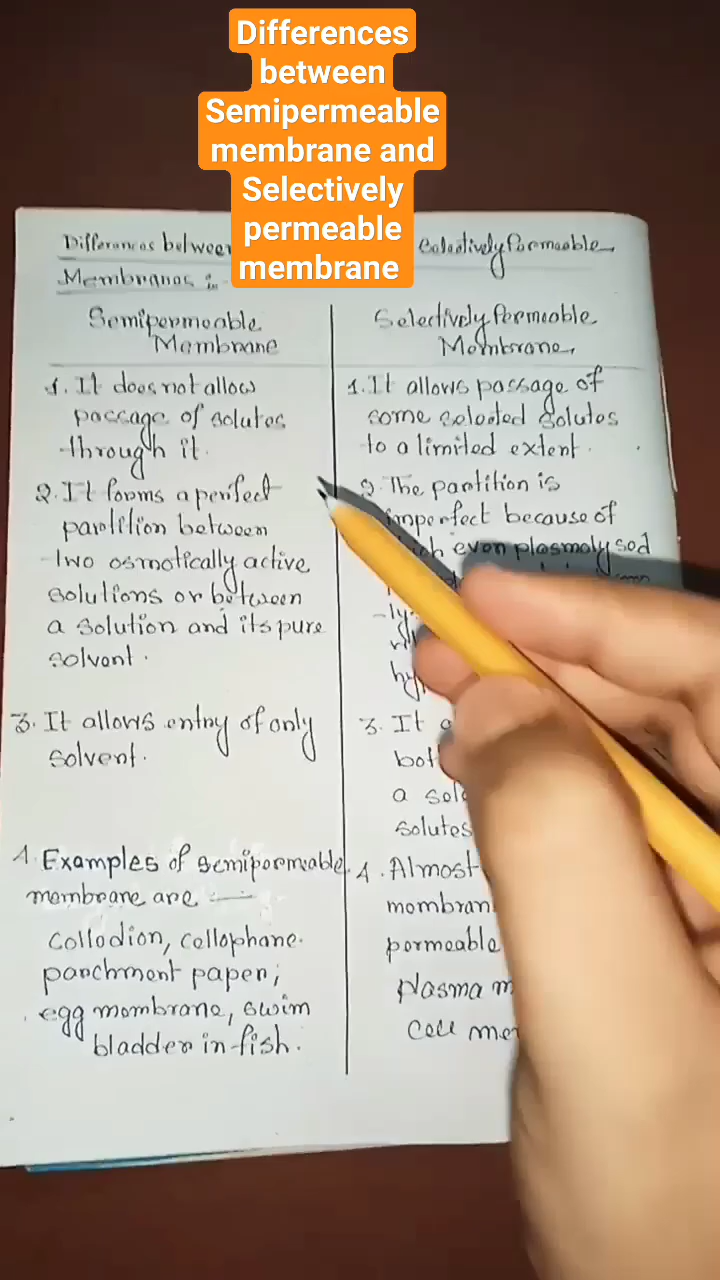 Differences
between
Semipermeable
membrane and
Selectively
permeable
membrane
Differences between
Selectively Permeable
Membranes :-
Semipermeable
Membrane
1. It does not allow
passage of solutes
through it.
2. It forms a perfect
partition between
two osmotically active
solutions or between
a solution and its pure
solvent.
3. It allows entry of only
solvent.
4. Examples of semipermeable
membrane are —
Collodion, cellophane.
parchment paper,
egg membrane, swim
bladder in fish.
Selectively Permeable
Membrane.
1. It allows passage of
some selected solutes
to a limited extent.
2. The partition is
imperfect because of
even plasmolysed
3. It
a
solutes
4. Almost
permeable
plasma
cell